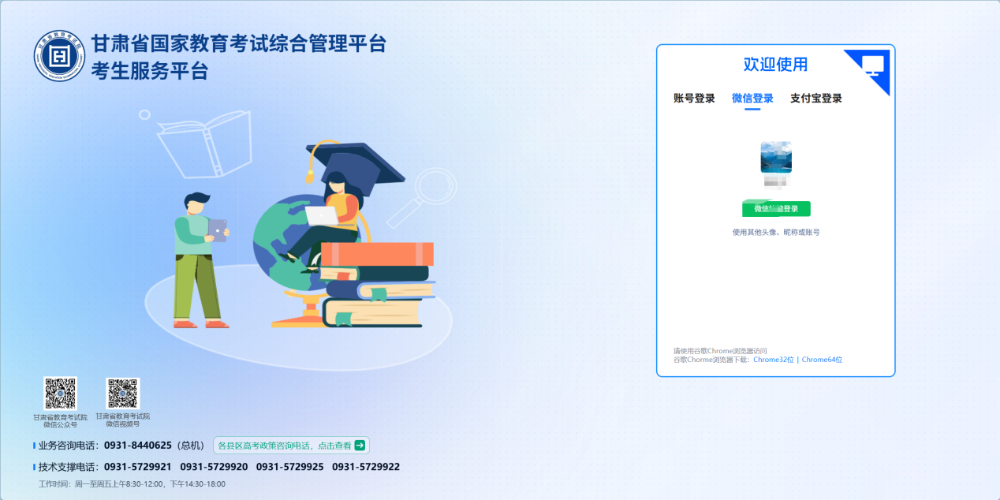 甘肃省国家教育考试综合管理平台
考生服务平台
欢迎使用
账号登录 微信登录 支付宝登录
微信 登录
使用其他头像、昵称或账号
请使用谷歌Chrome浏览器访问
谷歌Chorme浏览器下载：Chrome32位 | Chrome64位
甘肃省教育考试院
微信公众号
甘肃省教育考试院
微信视频号
业务咨询电话：0931-8440625（总机） 各县区高考政策咨询电话，点击查看
技术支撑电话：0931-5729921 0931-5729920 0931-5729925 0931-5729922
工作时间：周一至周五上午8:30-12:00，下午14:30-18:00